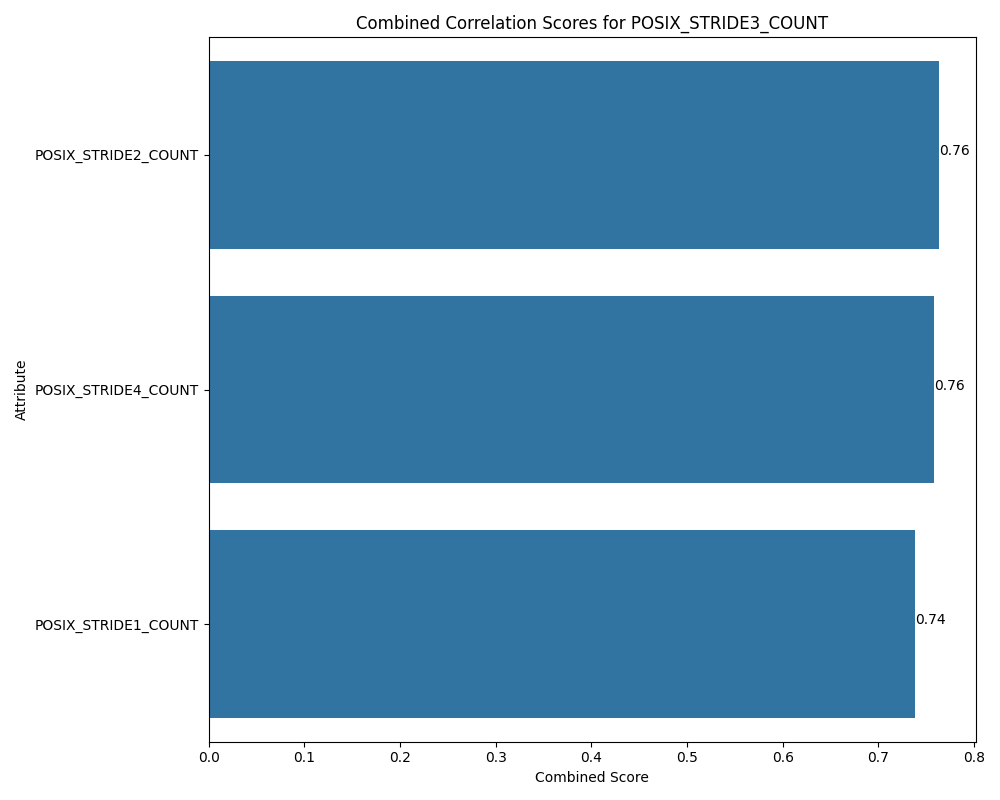 Combined Correlation Scores for POSIX_STRIDE3_COUNT
POSIX_STRIDE2_COUNT
0.76
POSIX_STRIDE4_COUNT
0.76
POSIX_STRIDE1_COUNT
0.74
Attribute
0.0 0.1 0.2 0.3 0.4 0.5 0.6 0.7 0.8
Combined Score